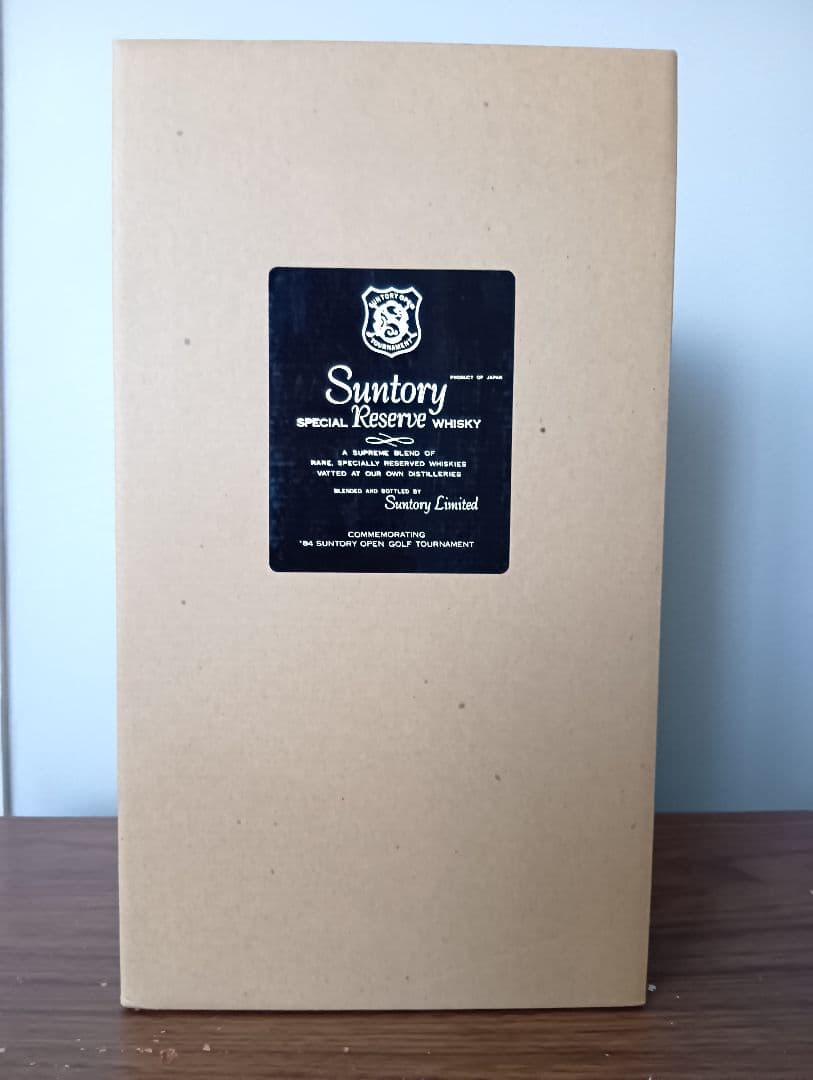 SUNTORY OPEN
TOURNAMENT
PRODUCT OF JAPAN
Suntory
SPECIAL Reserve WHISKY
A SUPREME BLEND OF
RARE, SPECIALLY RESERVED WHISKIES
VATTED AT OUR OWN DISTILLERIES
BLENDED AND BOTTLED BY
Suntory Limited
COMMEMORATING
'84 SUNTORY OPEN GOLF TOURNAMENT